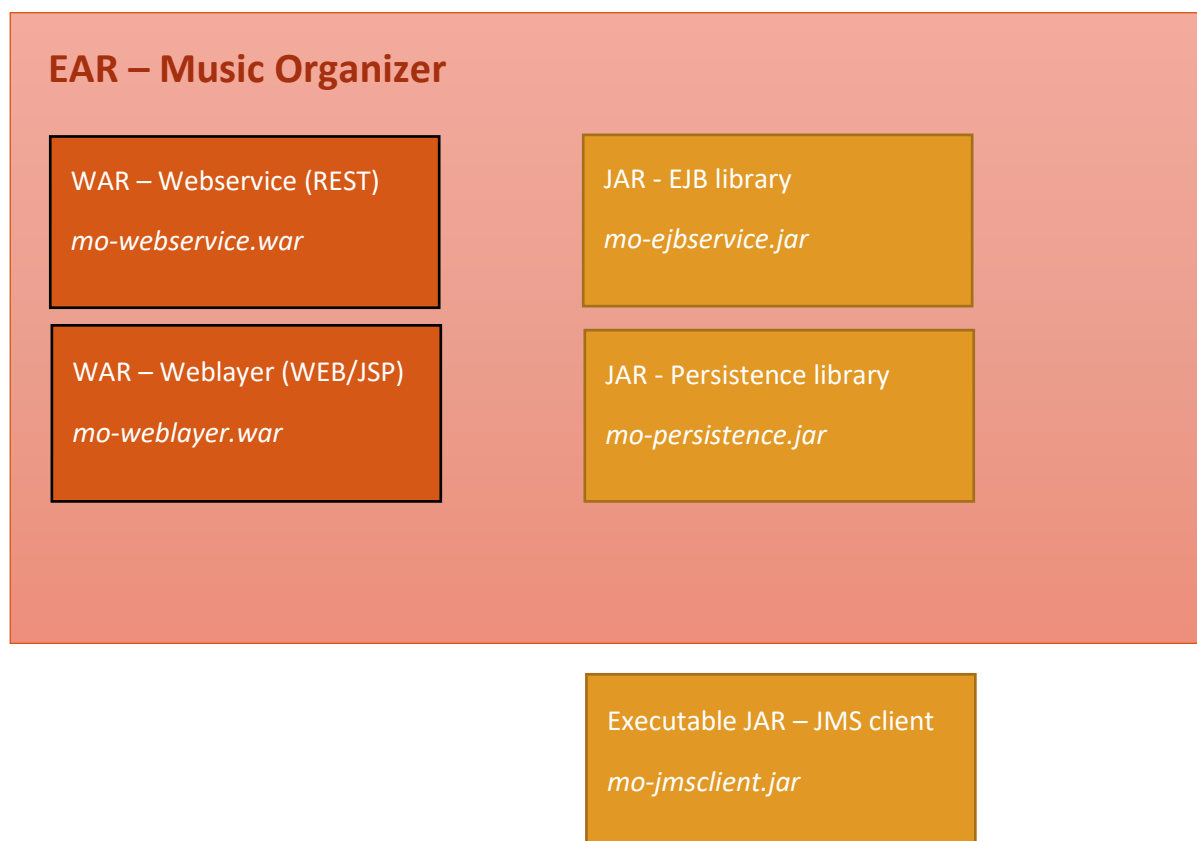 EAR – Music Organizer
WAR – Webservice (REST)
mo-webservice.war
JAR - EJB library
mo-ejbservice.jar
WAR – Weblayer (WEB/JSP)
mo-weblayer.war
JAR - Persistence library
mo-persistence.jar
Executable JAR – JMS client
mo-jmsclient.jar